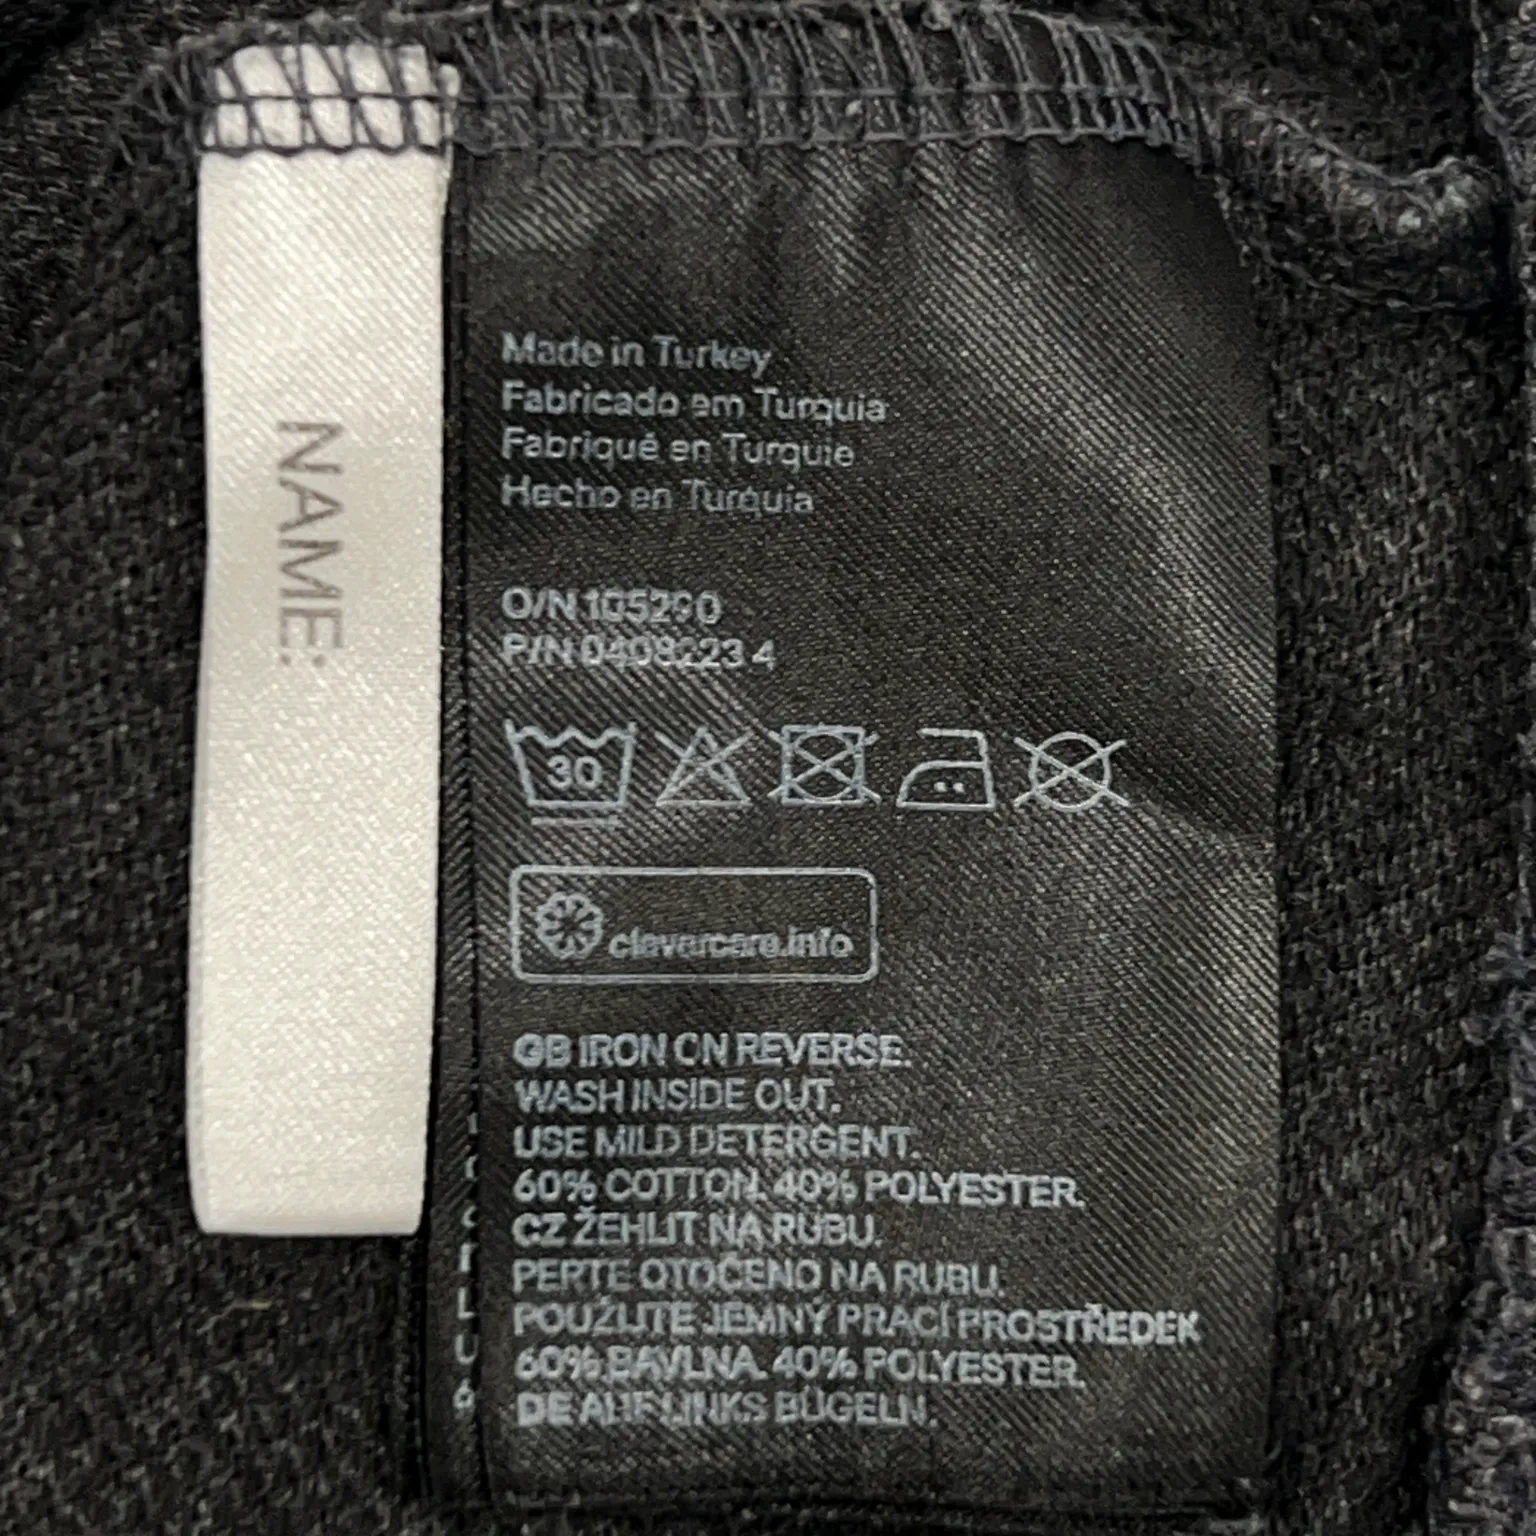 NAME:
Made in Turkey
Fabricado em Turquia
Fabriqué en Turquie
Hecho en Turquia
O/N 105290
P/N 0408223 4
30
clevercare.info
GB IRON ON REVERSE.
WASH INSIDE OUT.
USE MILD DETERGENT.
60% COTTON. 40% POLYESTER.
CZ ŽEHLIT NA RUBU.
PERTE OTOČENO NA RUBU.
POUŽIJTE JEMNÝ PRACÍ PROSTŘEDEK
60% BAVLNA. 40% POLYESTER.
DE AUF LINKS BÜGELN.